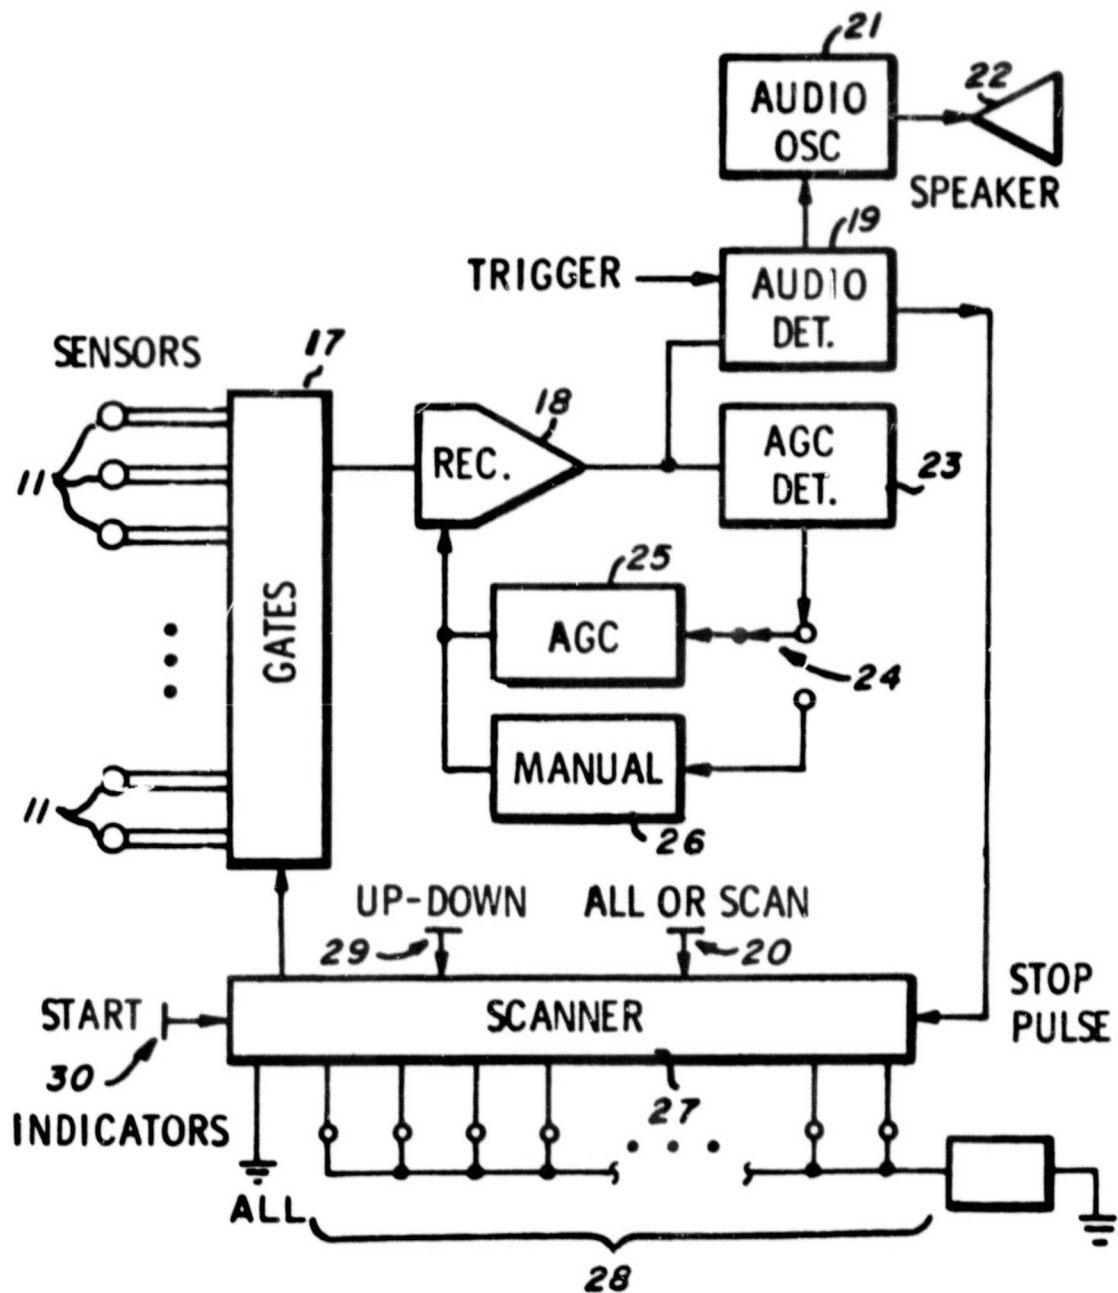 21
AUDIO
OSC
22
SPEAKER
19
TRIGGER
AUDIO
DET.
SENSORS
17
11
GATES
18
REC.
AGC
DET.
23
25
AGC
24
MANUAL
26
11
UP-DOWN
ALL OR SCAN
29
20
START
SCANNER
STOP
PULSE
30
27
INDICATORS
ALL
28